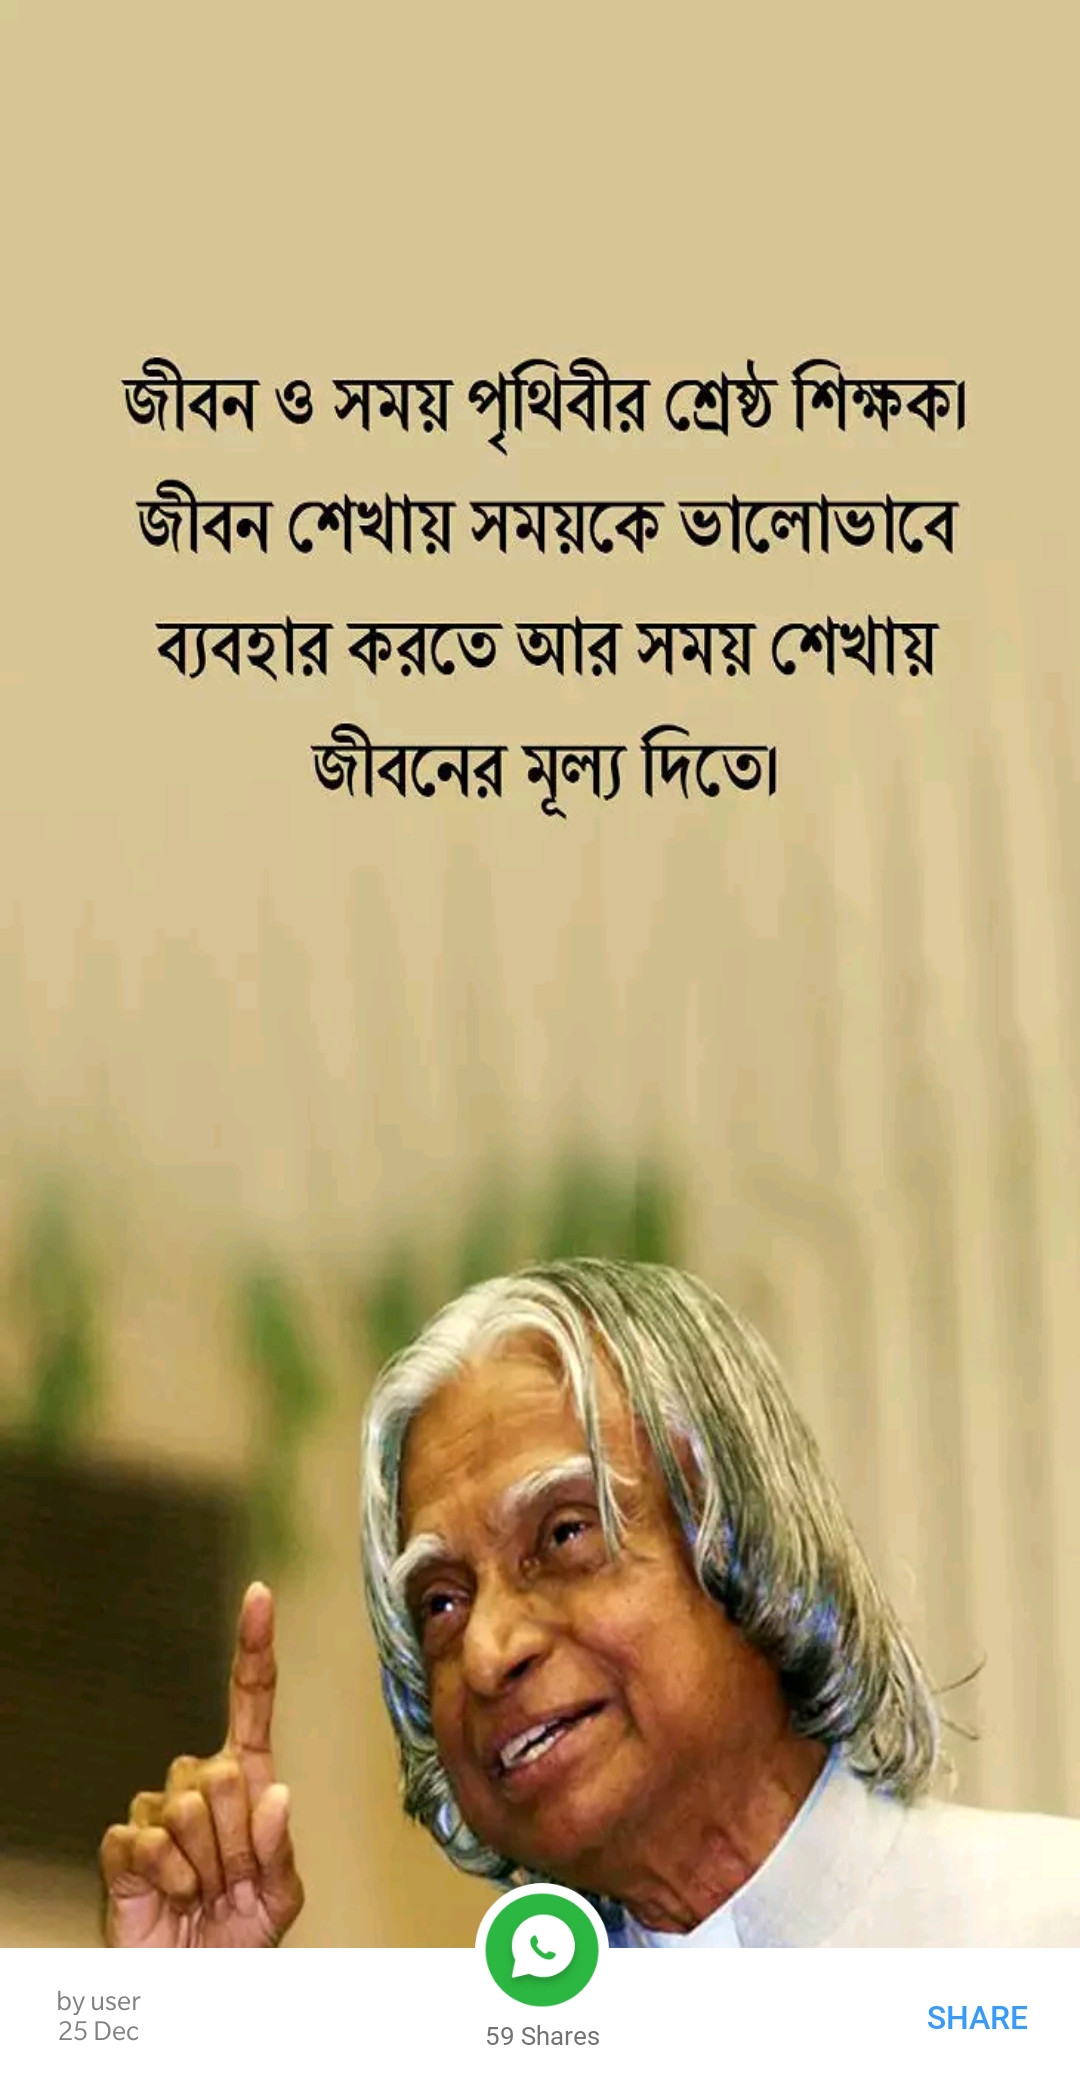 জীবন ও সময় পৃথিবীর শ্রেষ্ঠ শিক্ষক।
জীবন শেখায় সময়কে ভালোভাবে
ব্যবহার করতে আর সময় শেখায়
জীবনের মূল্য দিতে।
by user
25 Dec
59 Shares
SHARE